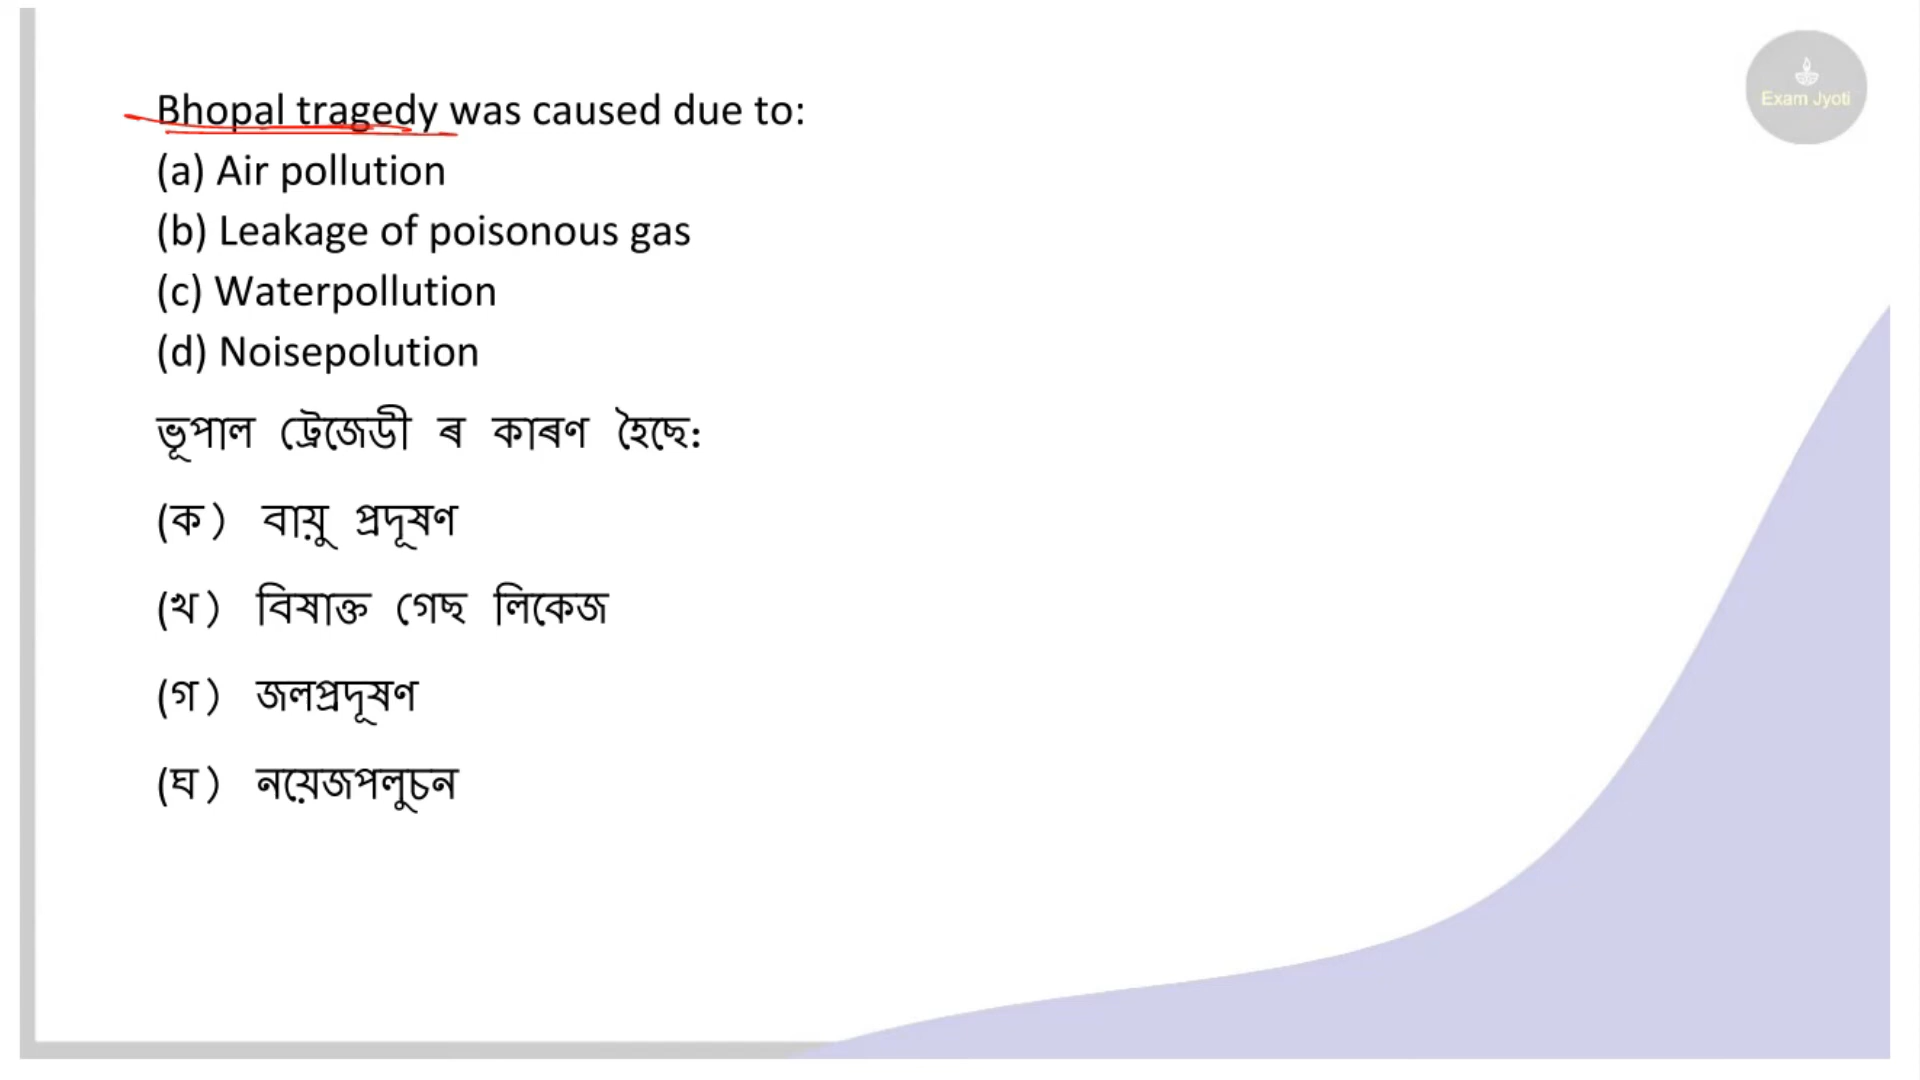 Exam Jyoti
Bhopal tragedy was caused due to:
(a) Air pollution
(b) Leakage of poisonous gas
(c) Waterpollution
(d) Noisepolution
ভূপাল ট্ৰেজেডী ৰ কাৰণ হৈছে:
(ক) বায়ু প্ৰদূষণ
(খ) বিষাক্ত গেছ লিকেজ
(গ) জলপ্ৰদূষণ
(ঘ) নয়েজপলুচন